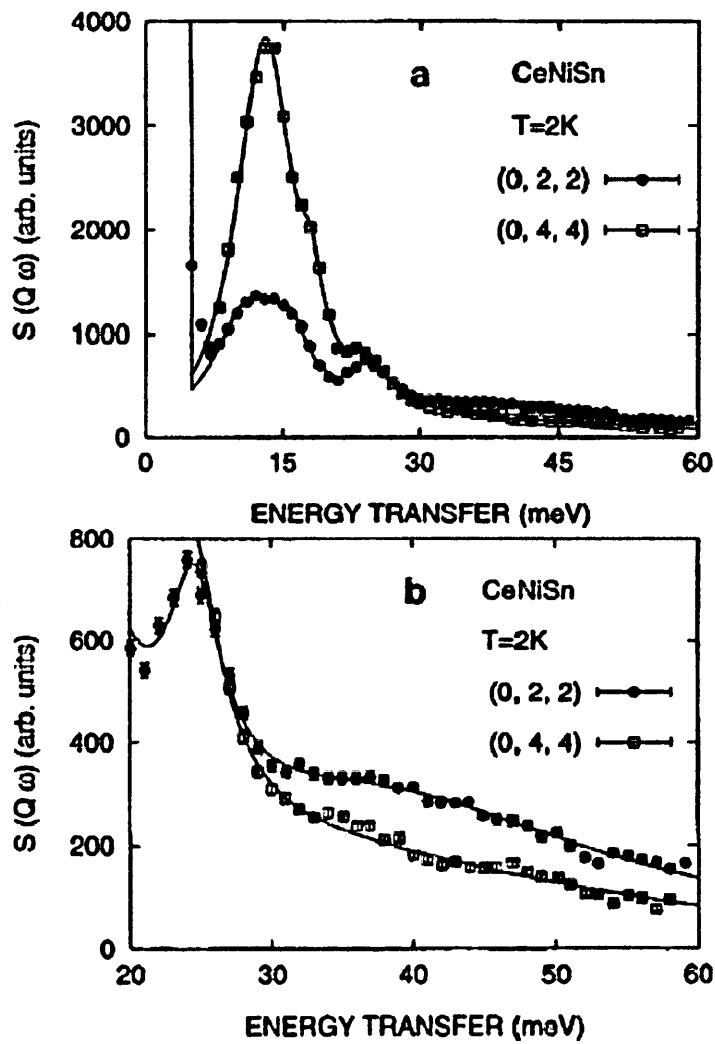 4000
3000
2000
1000
0
S (Q ω) (arb. units)
a CeNiSn
T=2K
(0, 2, 2)
(0, 4, 4)
0 15 30 45 60
ENERGY TRANSFER (meV)
800
600
400
200
0
S (Q ω) (arb. units)
b CeNiSn
T=2K
(0, 2, 2)
(0, 4, 4)
20 30 40 50 60
ENERGY TRANSFER (meV)